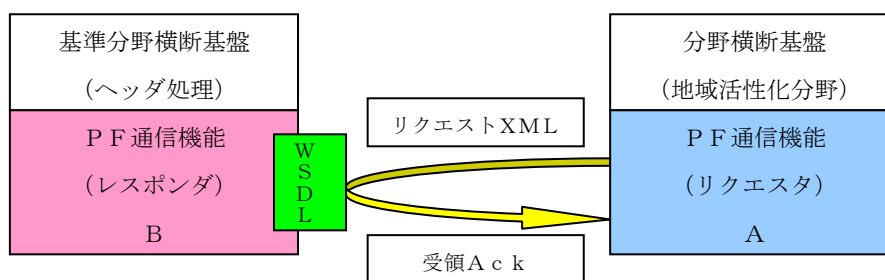 基準分野横断基盤
(ヘッダ処理)
ＰＦ通信機能
(レスポンダ)
Ｂ
ＷＳＤＬ
リクエストＸＭＬ
受領Ａｃｋ
分野横断基盤
(地域活性化分野)
ＰＦ通信機能
(リクエスタ)
Ａ